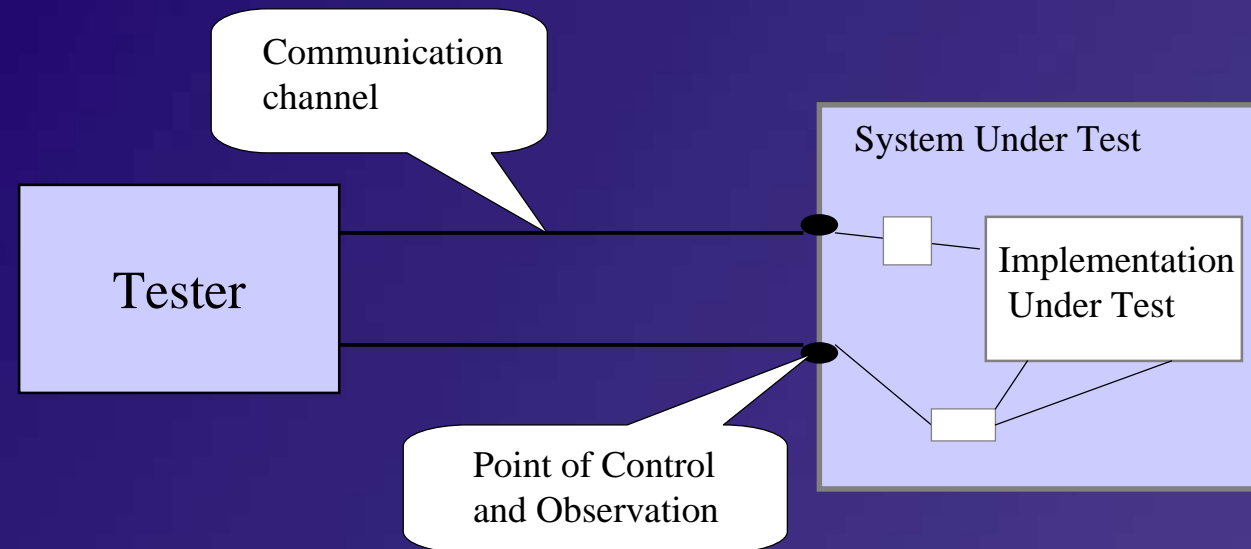 Communication
channel
System Under Test
Tester
Implementation
Under Test
Point of Control
and Observation